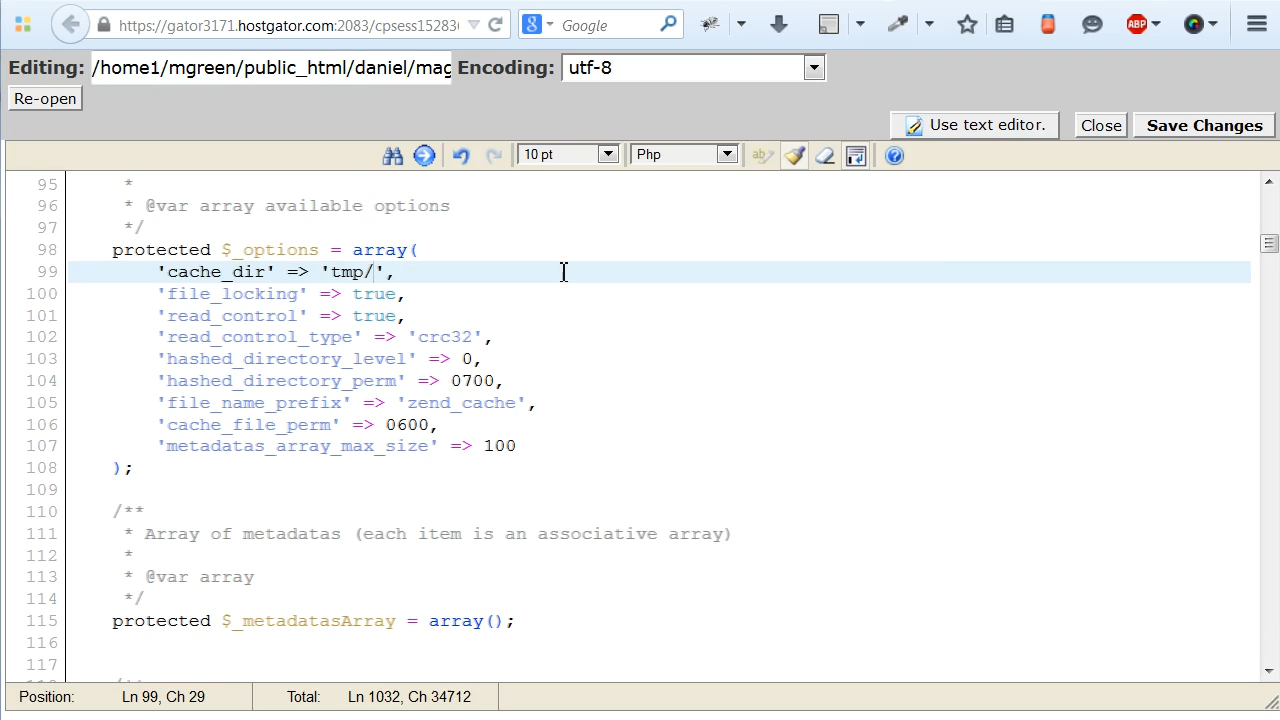 https://gator3171.hostgator.com:2083/cpsess15283
Google
ABP
Editing: /home1/mgreen/public_html/daniel/mag Encoding: utf-8
Re-open
Use text editor. Close Save Changes
10 pt Php
95 *
96 * @var array available options
97 */
98 protected $_options = array(
99 'cache_dir' => 'tmp/',
100 'file_locking' => true,
101 'read_control' => true,
102 'read_control_type' => 'crc32',
103 'hashed_directory_level' => 0,
104 'hashed_directory_perm' => 0700,
105 'file_name_prefix' => 'zend_cache',
106 'cache_file_perm' => 0600,
107 'metadatas_array_max_size' => 100
108 );
109
110 /**
111 * Array of metadatas (each item is an associative array)
112 *
113 * @var array
114 */
115 protected $_metadatasArray = array();
116
117
Position: Ln 99, Ch 29 Total: Ln 1032, Ch 34712